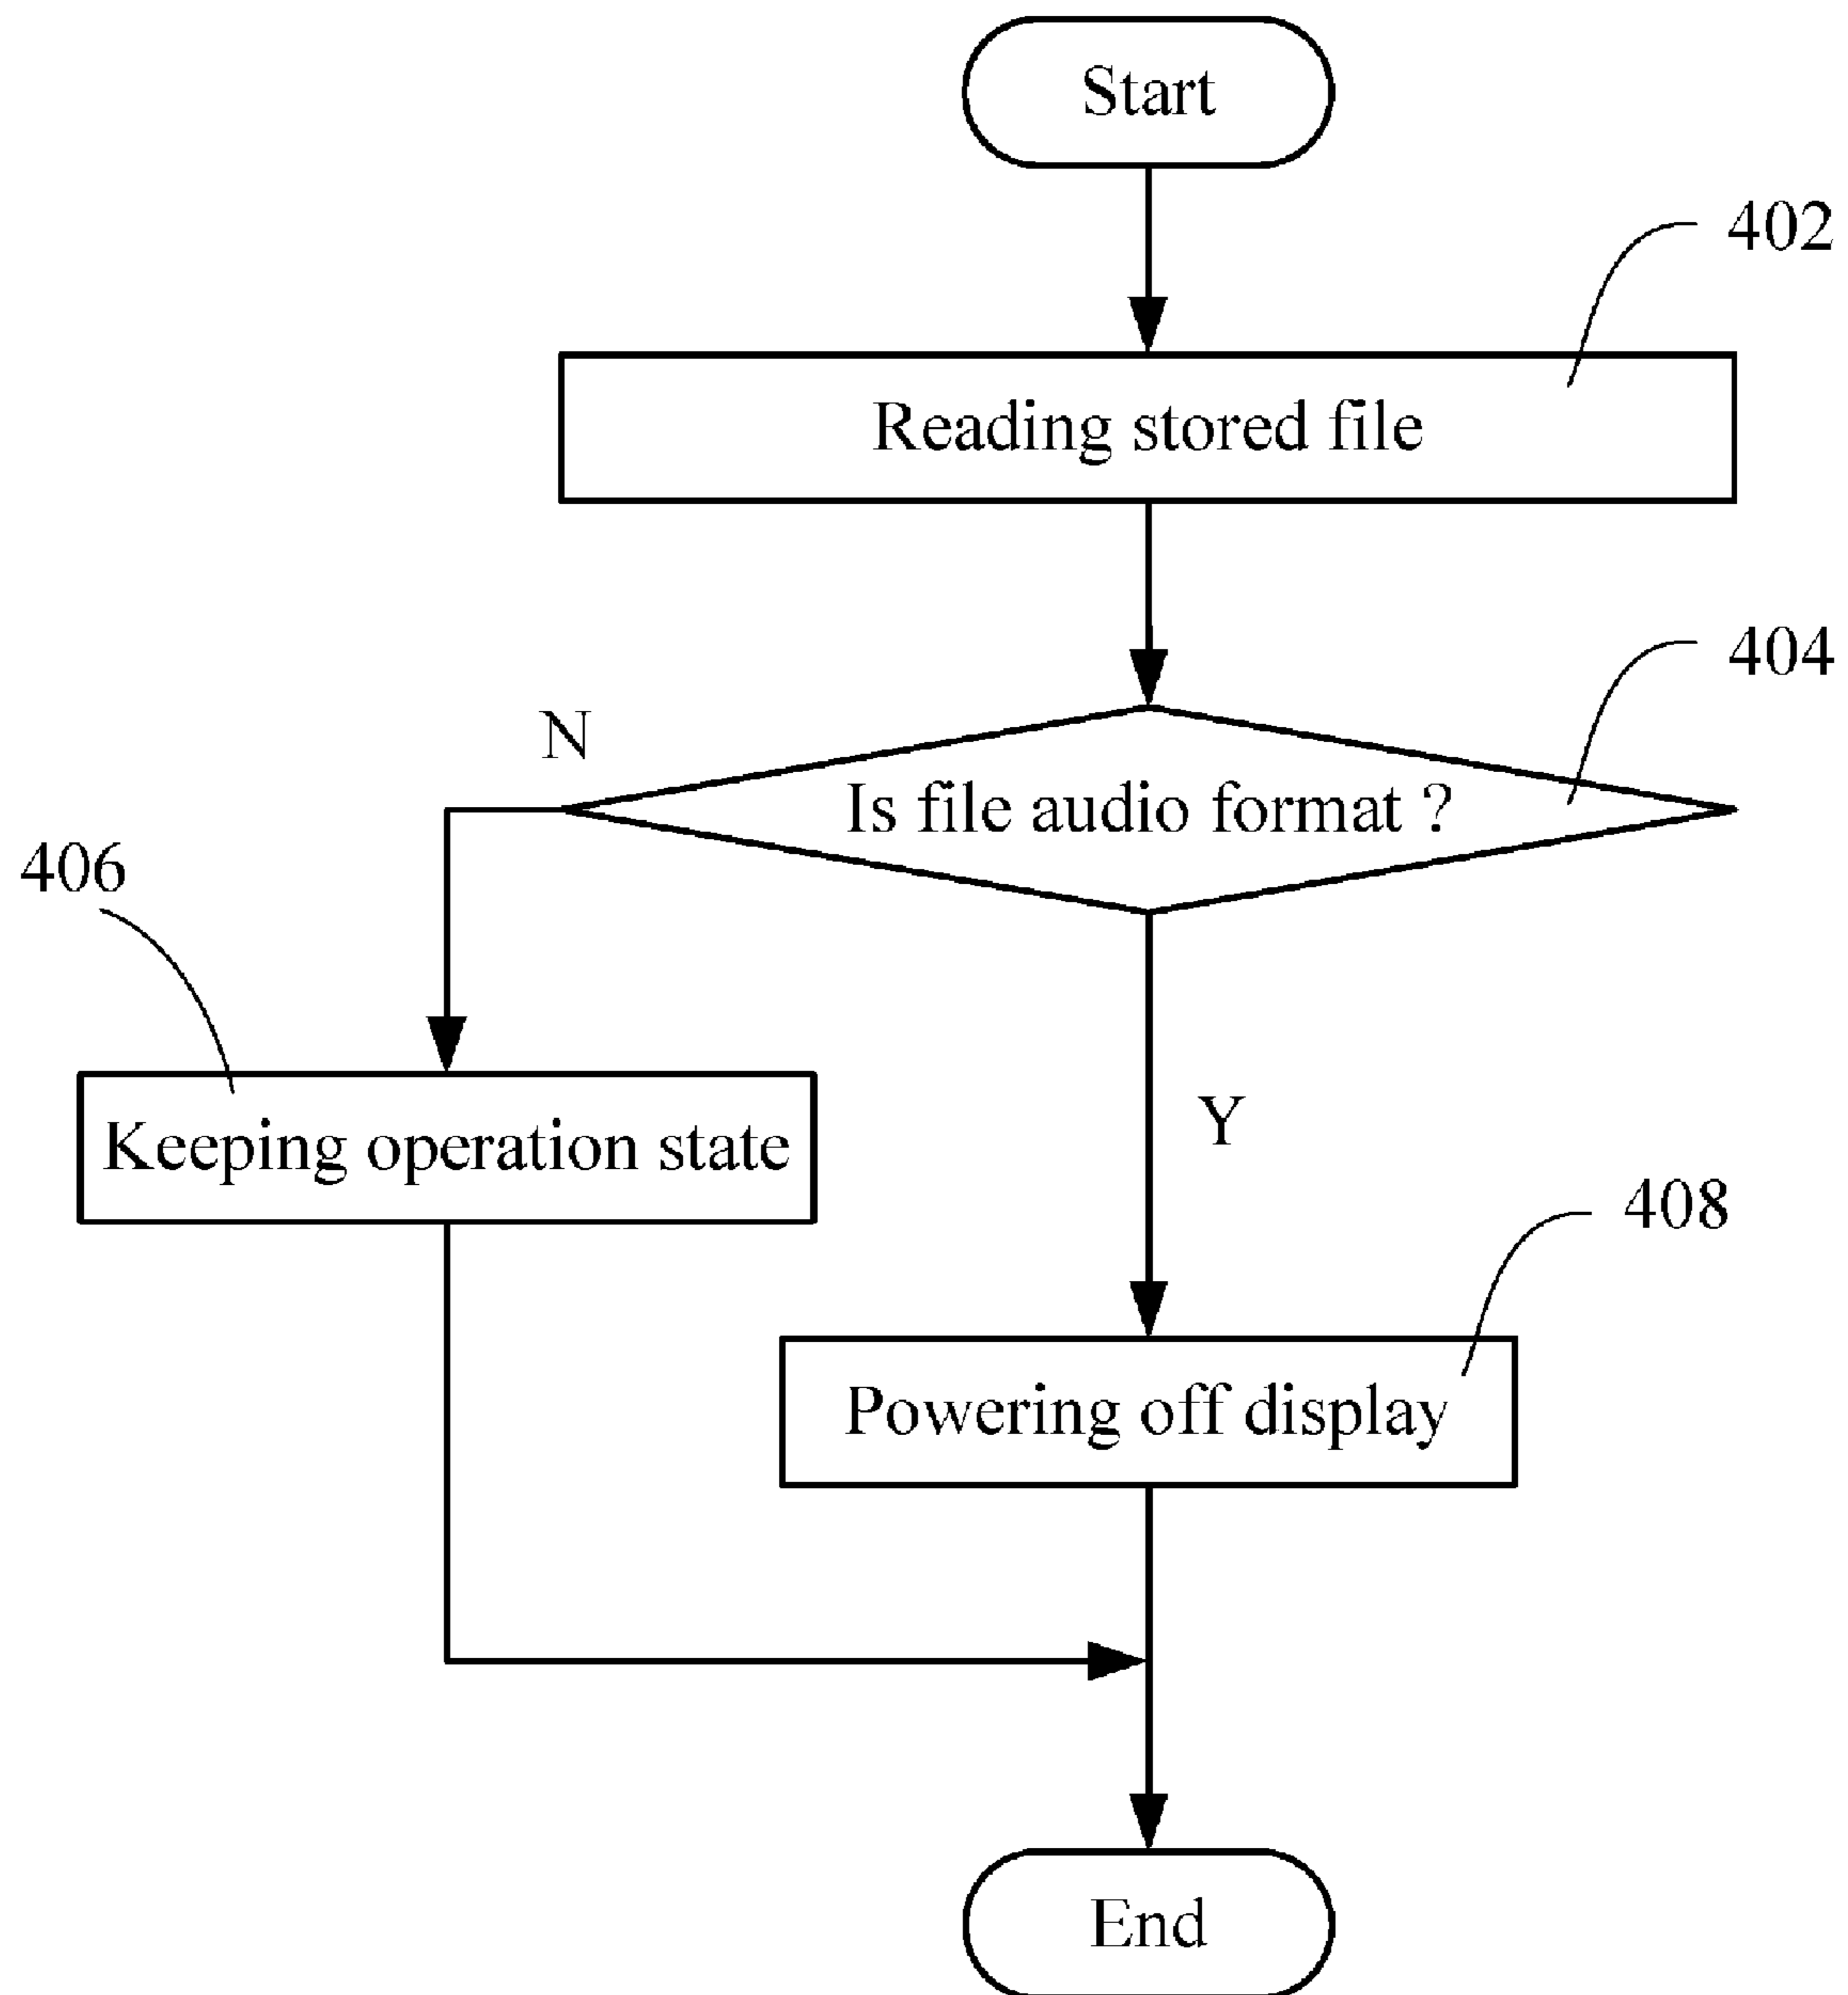 Start
402
Reading stored file
404
N
Is file audio format ?
406
Keeping operation state
Y
408
Powering off display
End